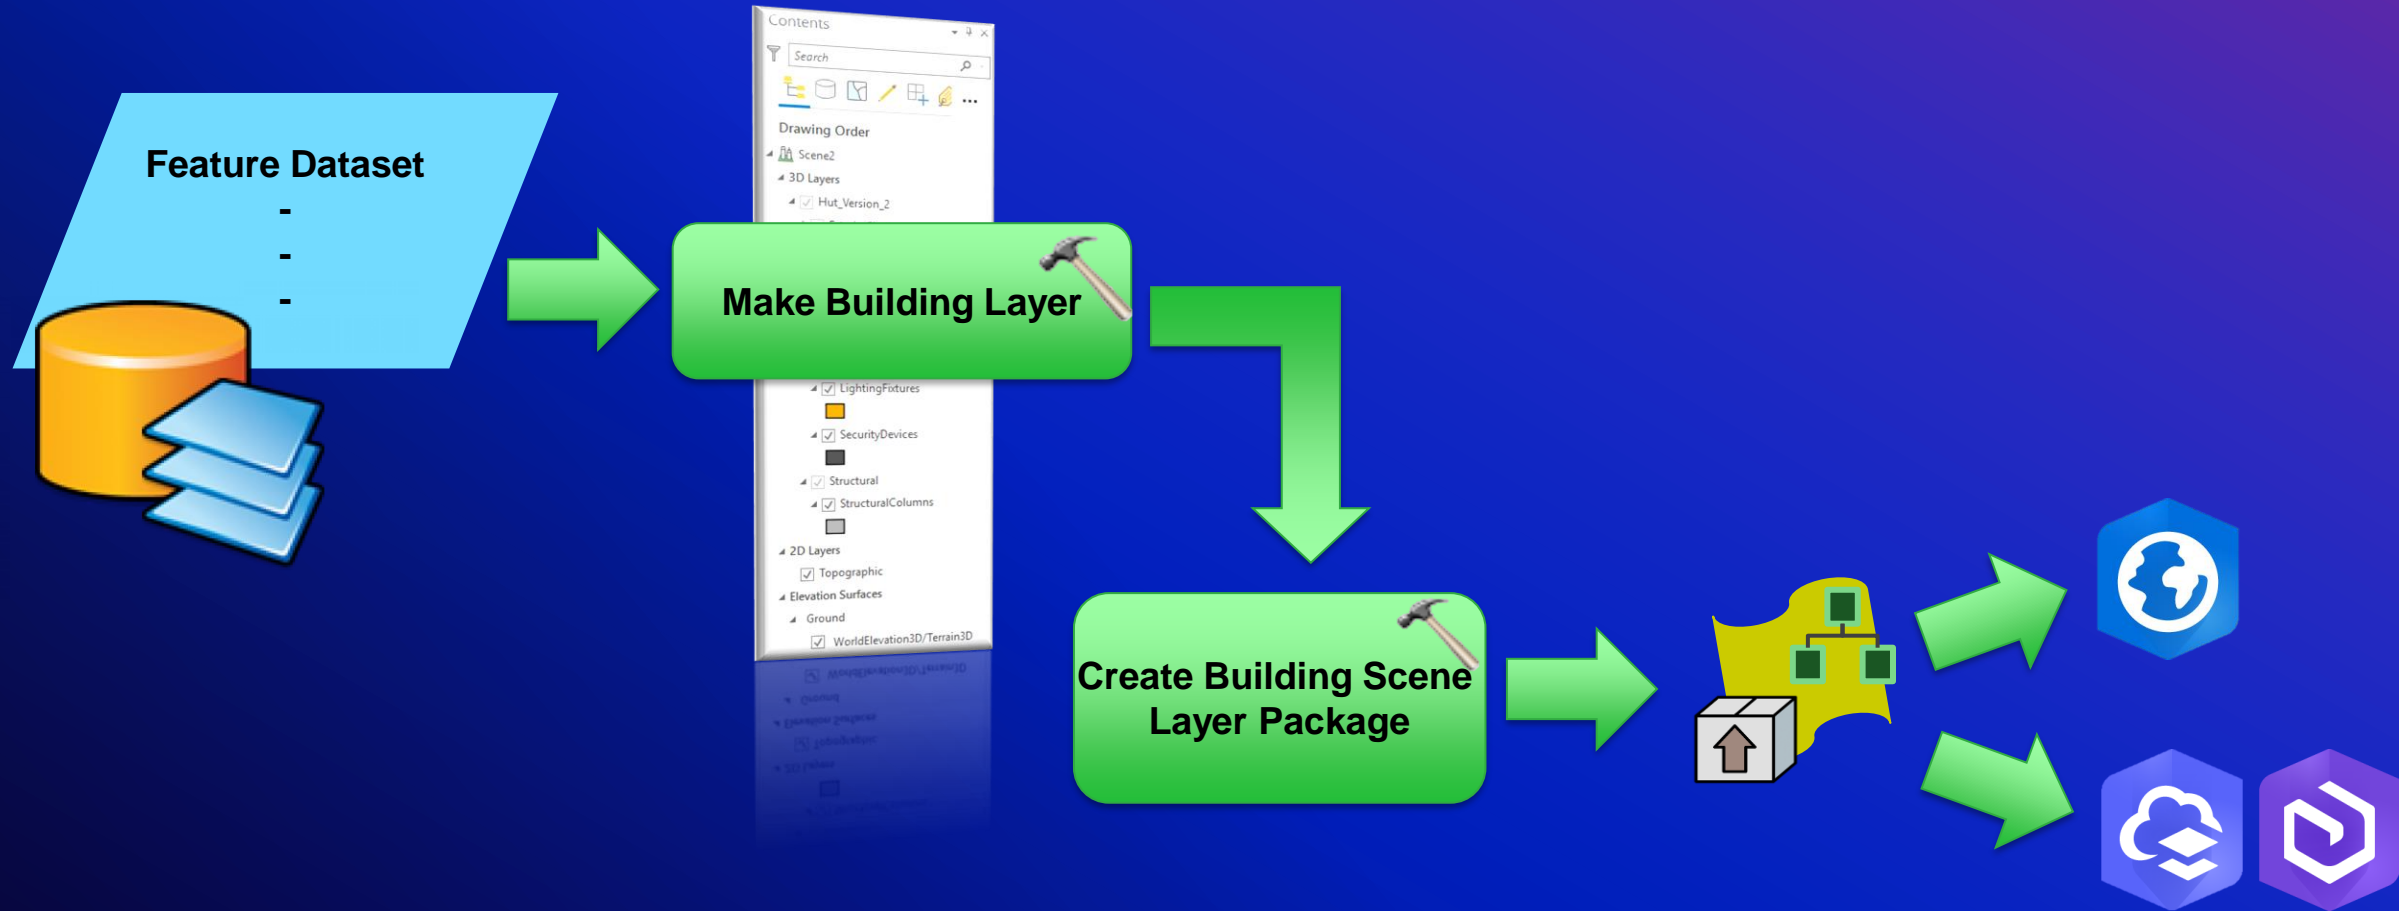 Feature Dataset
-
-
-
Contents
Search
Drawing Order
Scene2
3D Layers
Hut_Version_2
Make Building Layer
LightingFixtures
SecurityDevices
Structural
StructuralColumns
2D Layers
Topographic
Elevation Surfaces
Ground
WorldElevation3D/Terrain3D
Create Building Scene
Layer Package